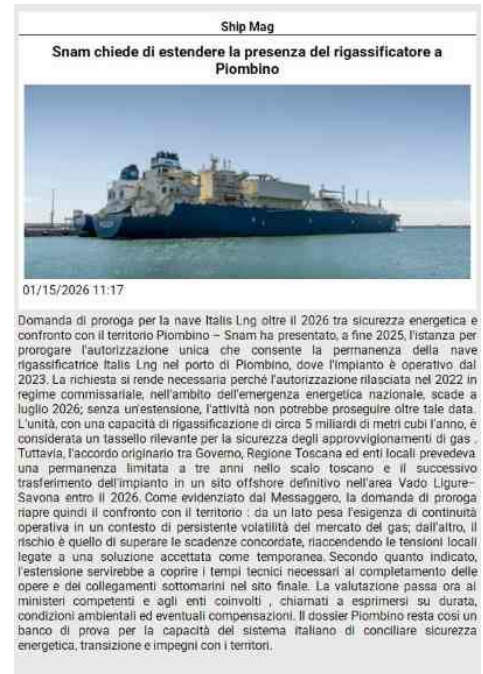 Ship Mag
Snam chiede di estendere la presenza del rigassificatore a
Piombino
01/15/2026 11:17
Domanda di proroga per la nave Italis Lng oltre il 2026 tra sicurezza energetica e
confronto con il territorio Piombino – Snam ha presentato, a fine 2025, l'istanza per
prorogare l'autorizzazione unica che consente la permanenza della nave
rigassificatrice Italis Lng nel porto di Piombino, dove l'impianto è operativo dal
2023. La richiesta si rende necessaria perché l'autorizzazione rilasciata nel 2022 in
regime commissariale, nell'ambito dell'emergenza energetica nazionale, scade a
luglio 2026; senza un'estensione, l'attività non potrebbe proseguire oltre tale data.
L'unità, con una capacità di rigassificazione di circa 5 miliardi di metri cubi l'anno, è
considerata un tassello rilevante per la sicurezza degli approvvigionamenti di gas .
Tuttavia, l'accordo originario tra Governo, Regione Toscana ed enti locali prevedeva
una permanenza limitata a tre anni nello scalo toscano e il successivo
trasferimento dell'impianto in un sito offshore definitivo nell'area Vado Ligure–
Savona entro il 2026. Come evidenziato dal Messaggero, la domanda di proroga
riapre quindi il confronto con il territorio : da un lato pesa l'esigenza di continuità
operativa in un contesto di persistente volatilità del mercato del gas; dall'altro, il
rischio è quello di superare le scadenze concordate, riaccendendo le tensioni locali
legate a una soluzione accettata come temporanea. Secondo quanto indicato,
l'estensione servirebbe a coprire i tempi tecnici necessari al completamento delle
opere e dei collegamenti sottomarini nel sito finale. La valutazione passa ora ai
ministeri competenti e agli enti coinvolti , chiamati a esprimersi su durata,
condizioni ambientali ed eventuali compensazioni. Il dossier Piombino resta così un
banco di prova per la capacità del sistema italiano di conciliare sicurezza
energetica, transizione e impegni con i territori.